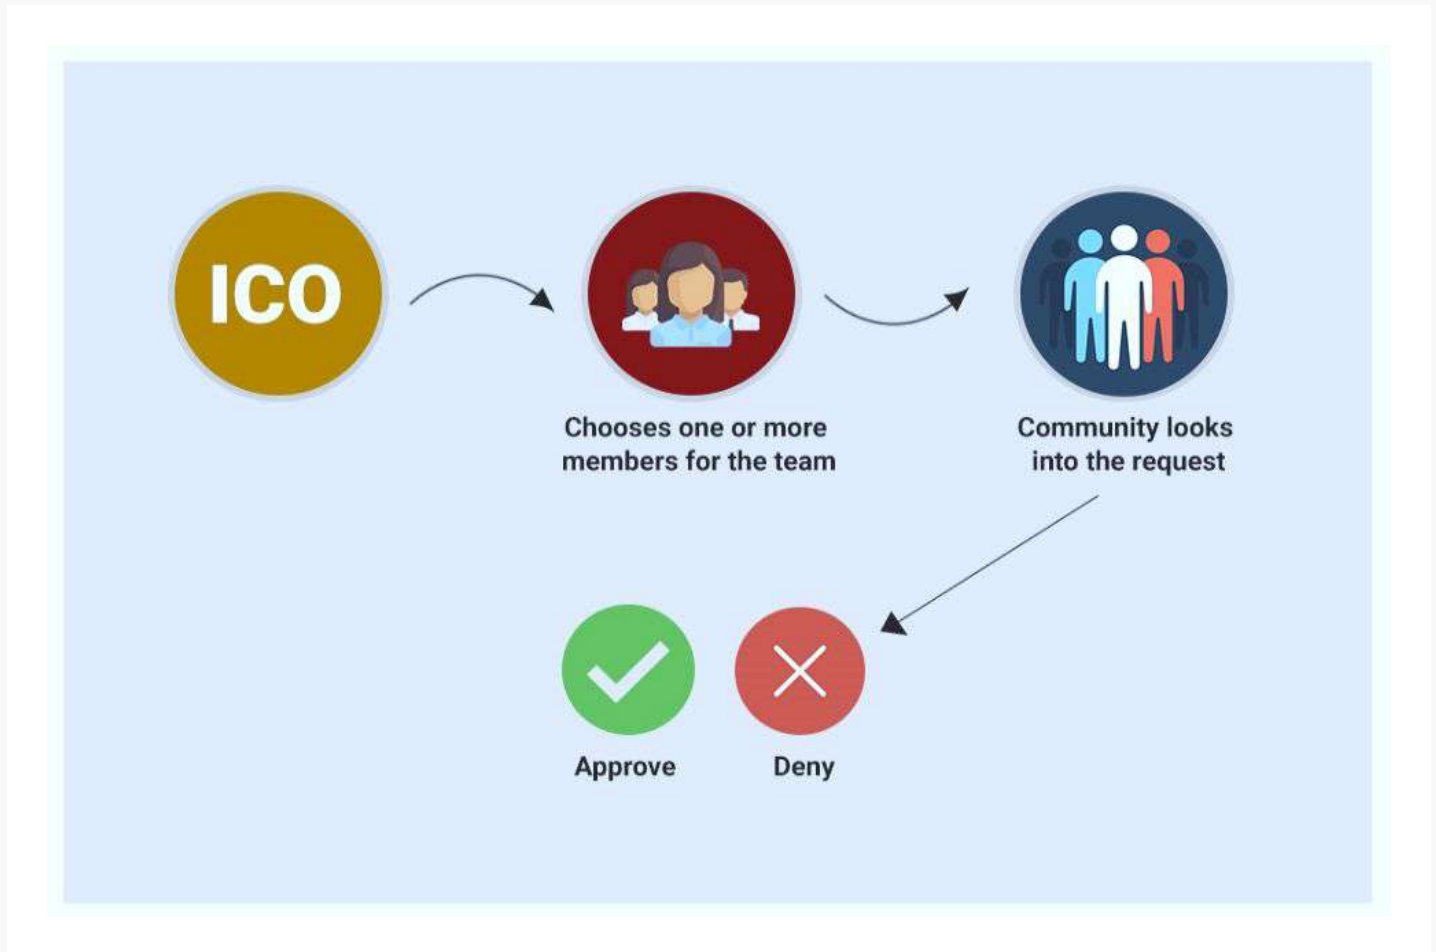 ICO
Chooses one or more
members for the team
Community looks
into the request
Approve
Deny